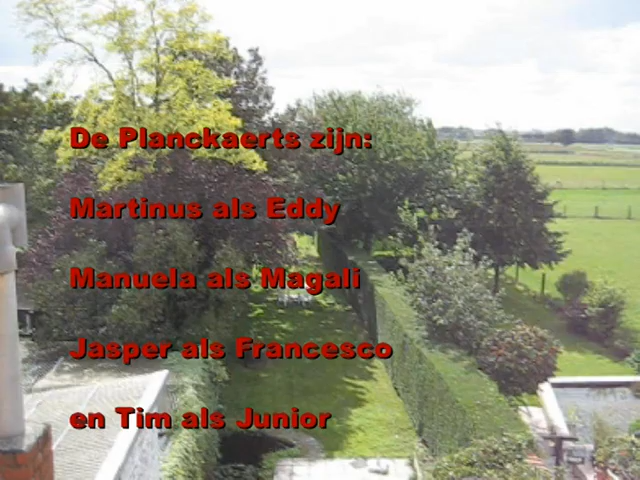 De Planckaerts zijn:
Martinus als Eddy
Manuela als Magali
Jasper als Francesco
en Tim als Junior